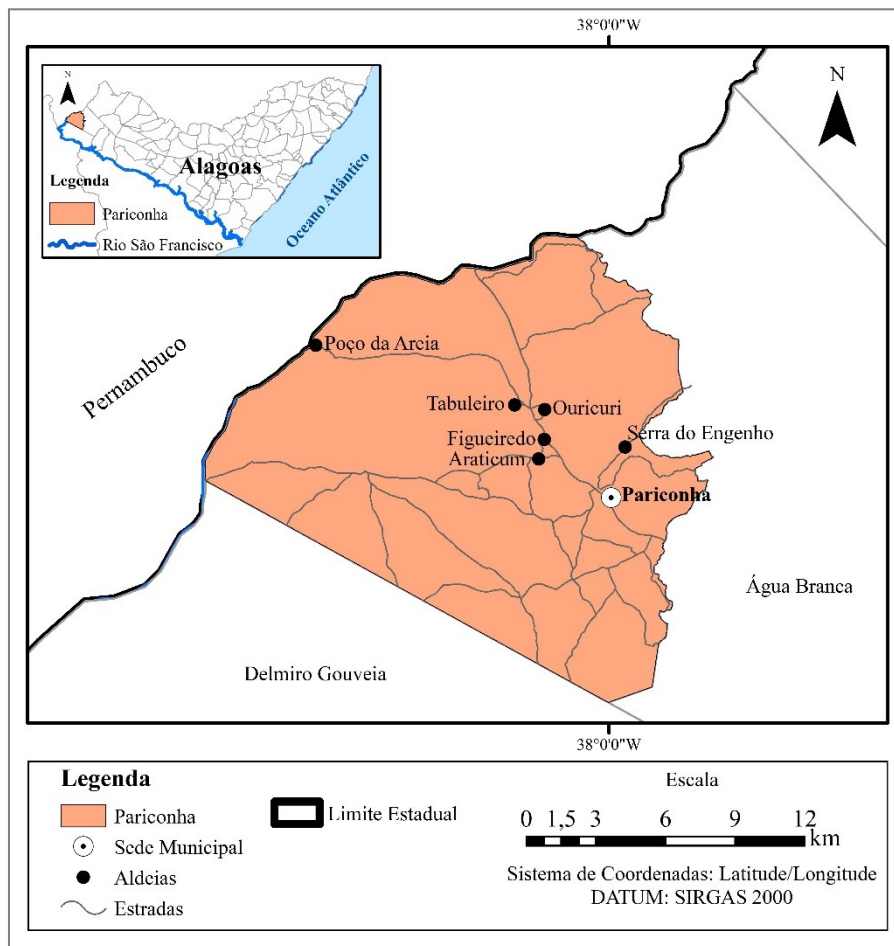 38°0'0"W
N
Alagoas
Legenda
Pariconha
Rio São Francisco
Oceano Atlântico
N
Pernambuco
Poço da Areia
Tabuleiro
Ouricuri
Figueiredo
Serra do Engenho
Araticum
Pariconha
Água Branca
Delmiro Gouveia
38°0'0"W
Legenda
Pariconha
Sede Municipal
Aldeias
Estradas
Limite Estadual
Escala
0 1,5 3 6 9 12
km
Sistema de Coordenadas: Latitude/Longitude
DATUM: SIRGAS 2000